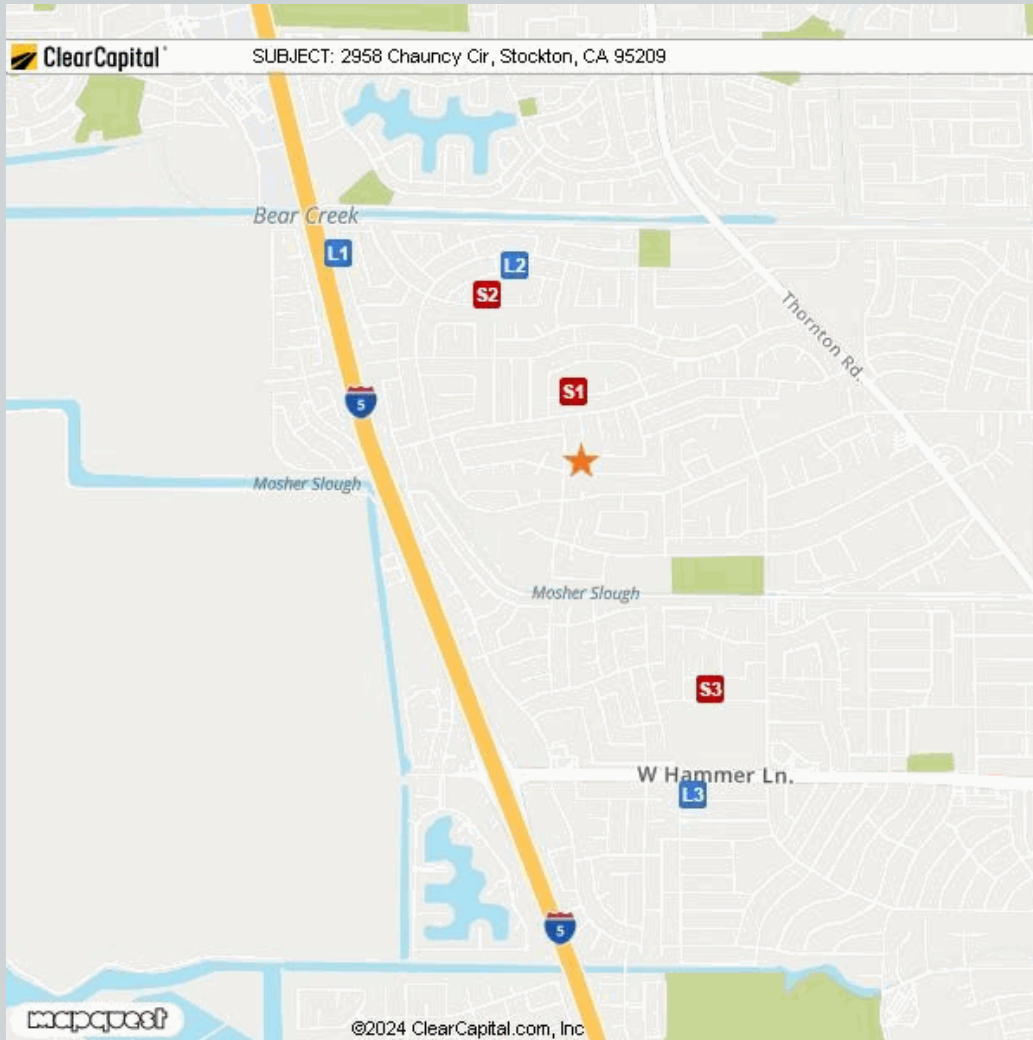 ClearCapital
SUBJECT: 2958 Chauncy Cir, Stockton, CA 95209
Bear Creek
L1
L2
S2
Thornton Rd.
S1
5
Mosher Slough
Mosher Slough
S3
W Hammer Ln.
L3
5
mapquest
©2024 ClearCapital.com, Inc